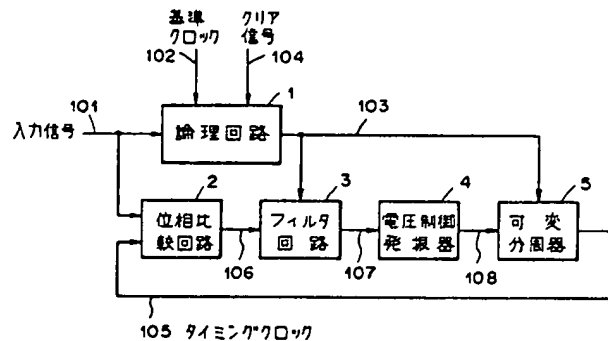 基準
クロック
102
クリア
信号
104
1
101
103
入力信号
論理回路
2
3
4
5
位相比
較回路
フィルタ
回路
電圧制御
発振器
可変
分周器
106
107
108
105 タイミングクロック